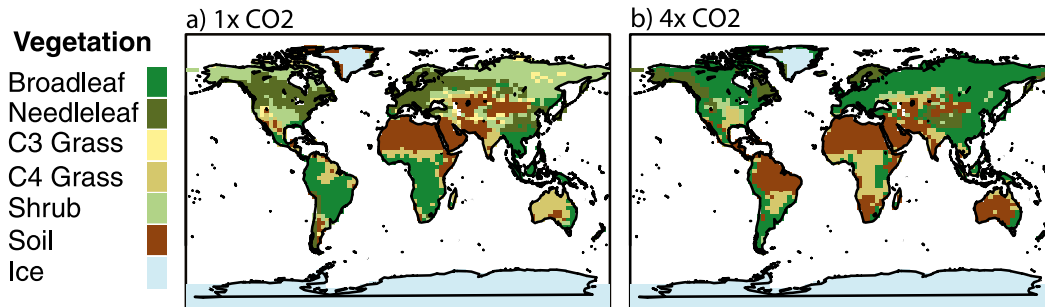 a) 1x CO2
b) 4x CO2
Vegetation
Broadleaf
Needleleaf
C3 Grass
C4 Grass
Shrub
Soil
Ice